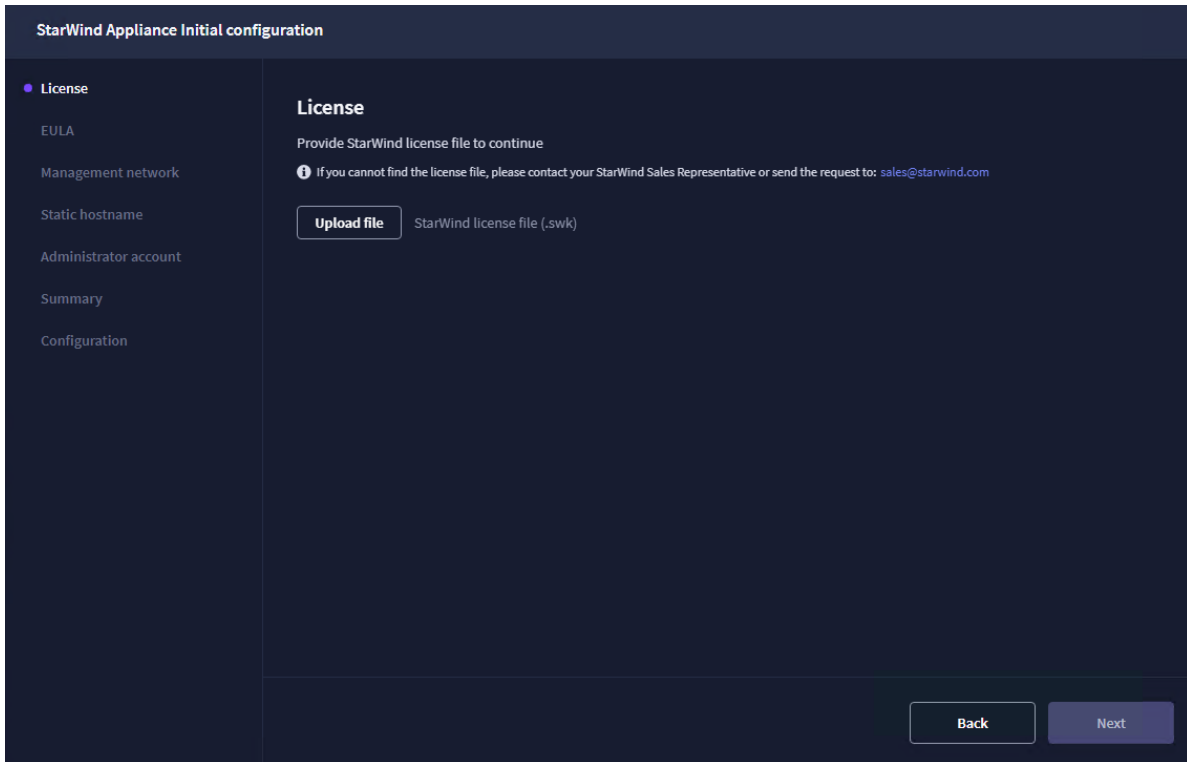 StarWind Appliance Initial configuration
License
EULA
Management network
Static hostname
Administrator account
Summary
Configuration
License
Provide StarWind license file to continue
If you cannot find the license file, please contact your StarWind Sales Representative or send the request to: sales@starwind.com
Upload file StarWind license file (.swk)
Back Next